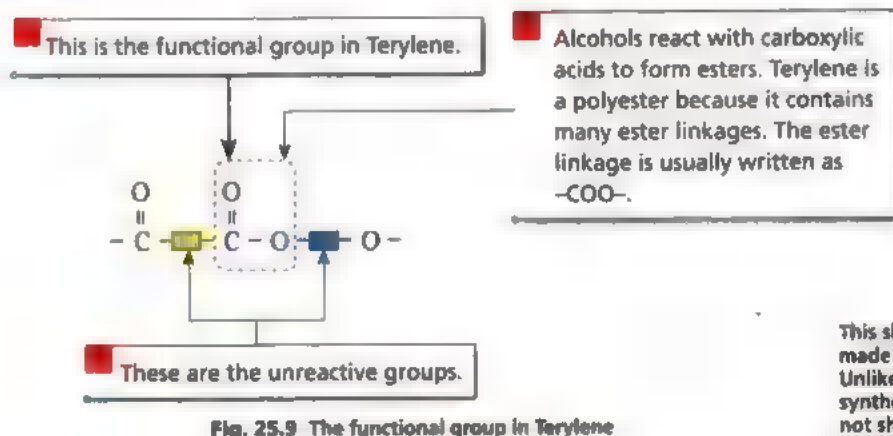 This is the functional group in Terylene.
Alcohols react with carboxylic
acids to form esters. Terylene is
a polyester because it contains
many ester linkages. The ester
linkage is usually written as
–COO–.
O O
– C – – C – O – – O –
These are the unreactive groups.
Fig. 25.9 The functional group in Terylene
This
made
Unlike
synthe
not sh